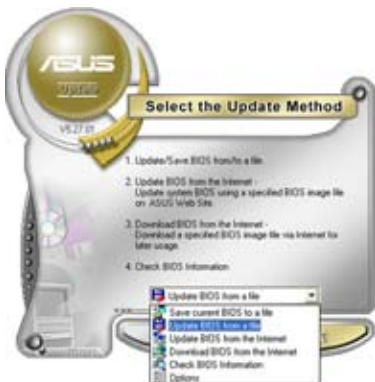 ASUS
Update
Select the Update Method
1. Update/Save BIOS from/to a file
2. Update BIOS from the Internet -
Update system BIOS using a specified BIOS image file
on ASUS Web Site.
3. Download BIOS from the Internet -
Download a specified BIOS image file via Internet for
later usage.
4. Check BIOS Information
Update BIOS from a file
Save current BIOS to a file
Update BIOS from a file
Update BIOS from the Internet
Download BIOS from the Internet
Check BIOS Information
Options